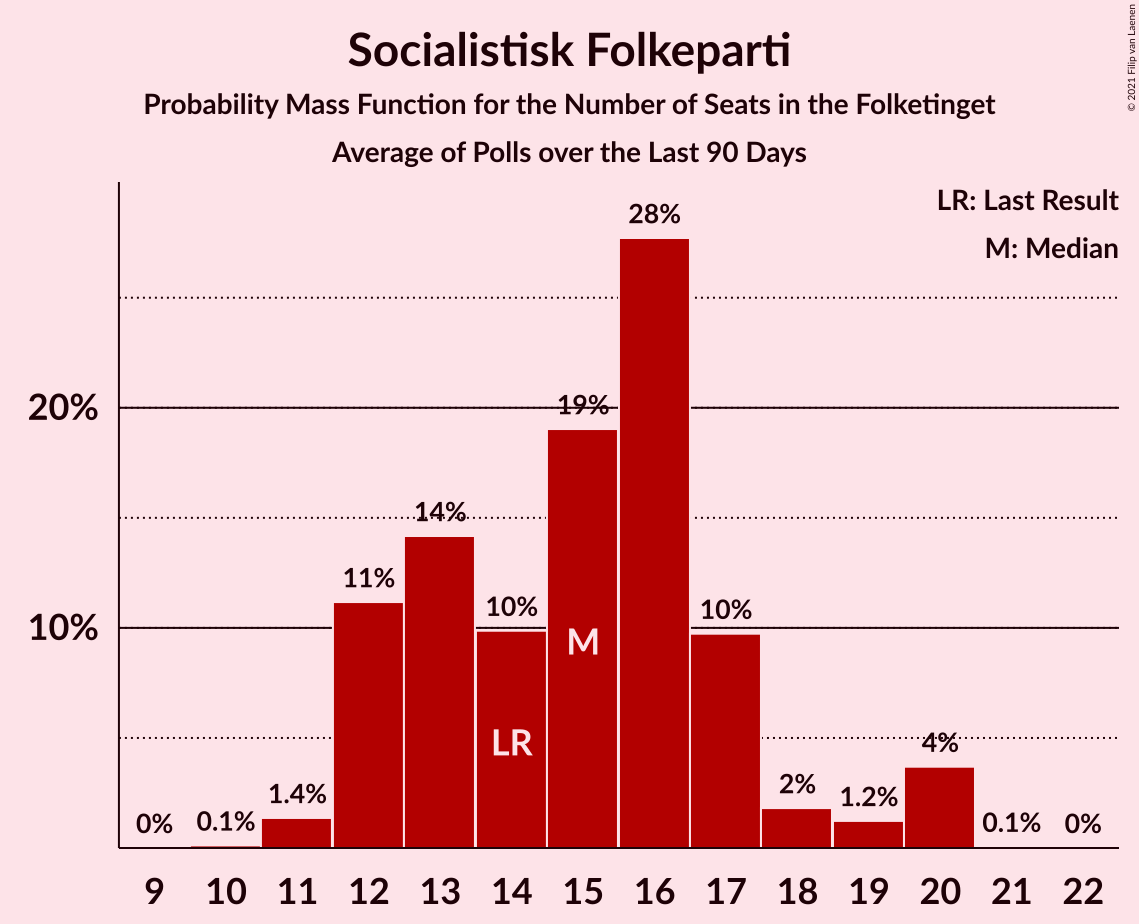 Socialistisk Folkeparti
Probability Mass Function for the Number of Seats in the Folketinget
Average of Polls over the Last 90 Days
© 2021 Filip van Laenen
LR: Last Result
M: Median
28%
20%
19%
14%
11%
10%
10%
10%
M
LR
4%
2%
1.4%
1.2%
0%
0.1%
0.1%
0%
9 10 11 12 13 14 15 16 17 18 19 20 21 22